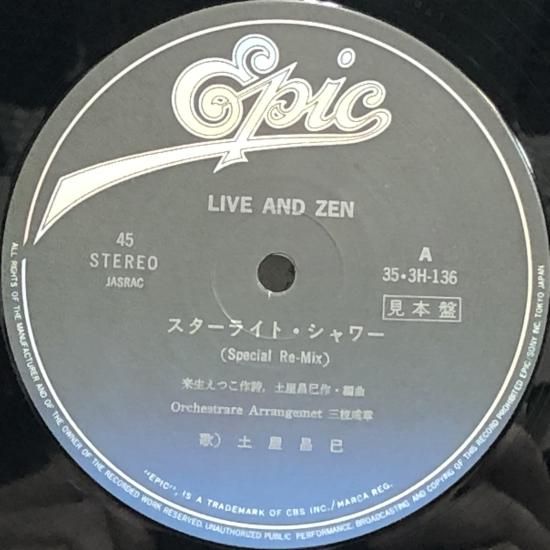 Epic
LIVE AND ZEN
45
STEREO
JASRAC
A
35・3H-136
見本盤
スターライト・シャワー
(Special Re-Mix)
来生えつこ作詩, 土屋昌巳作・編曲
Orchestrare Arrangemet 三枝成章
歌) 土屋昌巳
"EPIC", IS A TRADEMARK OF CBS INC./MARCA REG.
ALL RIGHTS OF THE MANUFACTURER AND OF THE OWNER OF THE RECORDED WORK RESERVED. UNAUTHORIZED PUBLIC PERFORMANCE, BROADCASTING AND COPYING OF THIS RECORD PROHIBITED EPIC/SONY INC. TOKYO JAPAN